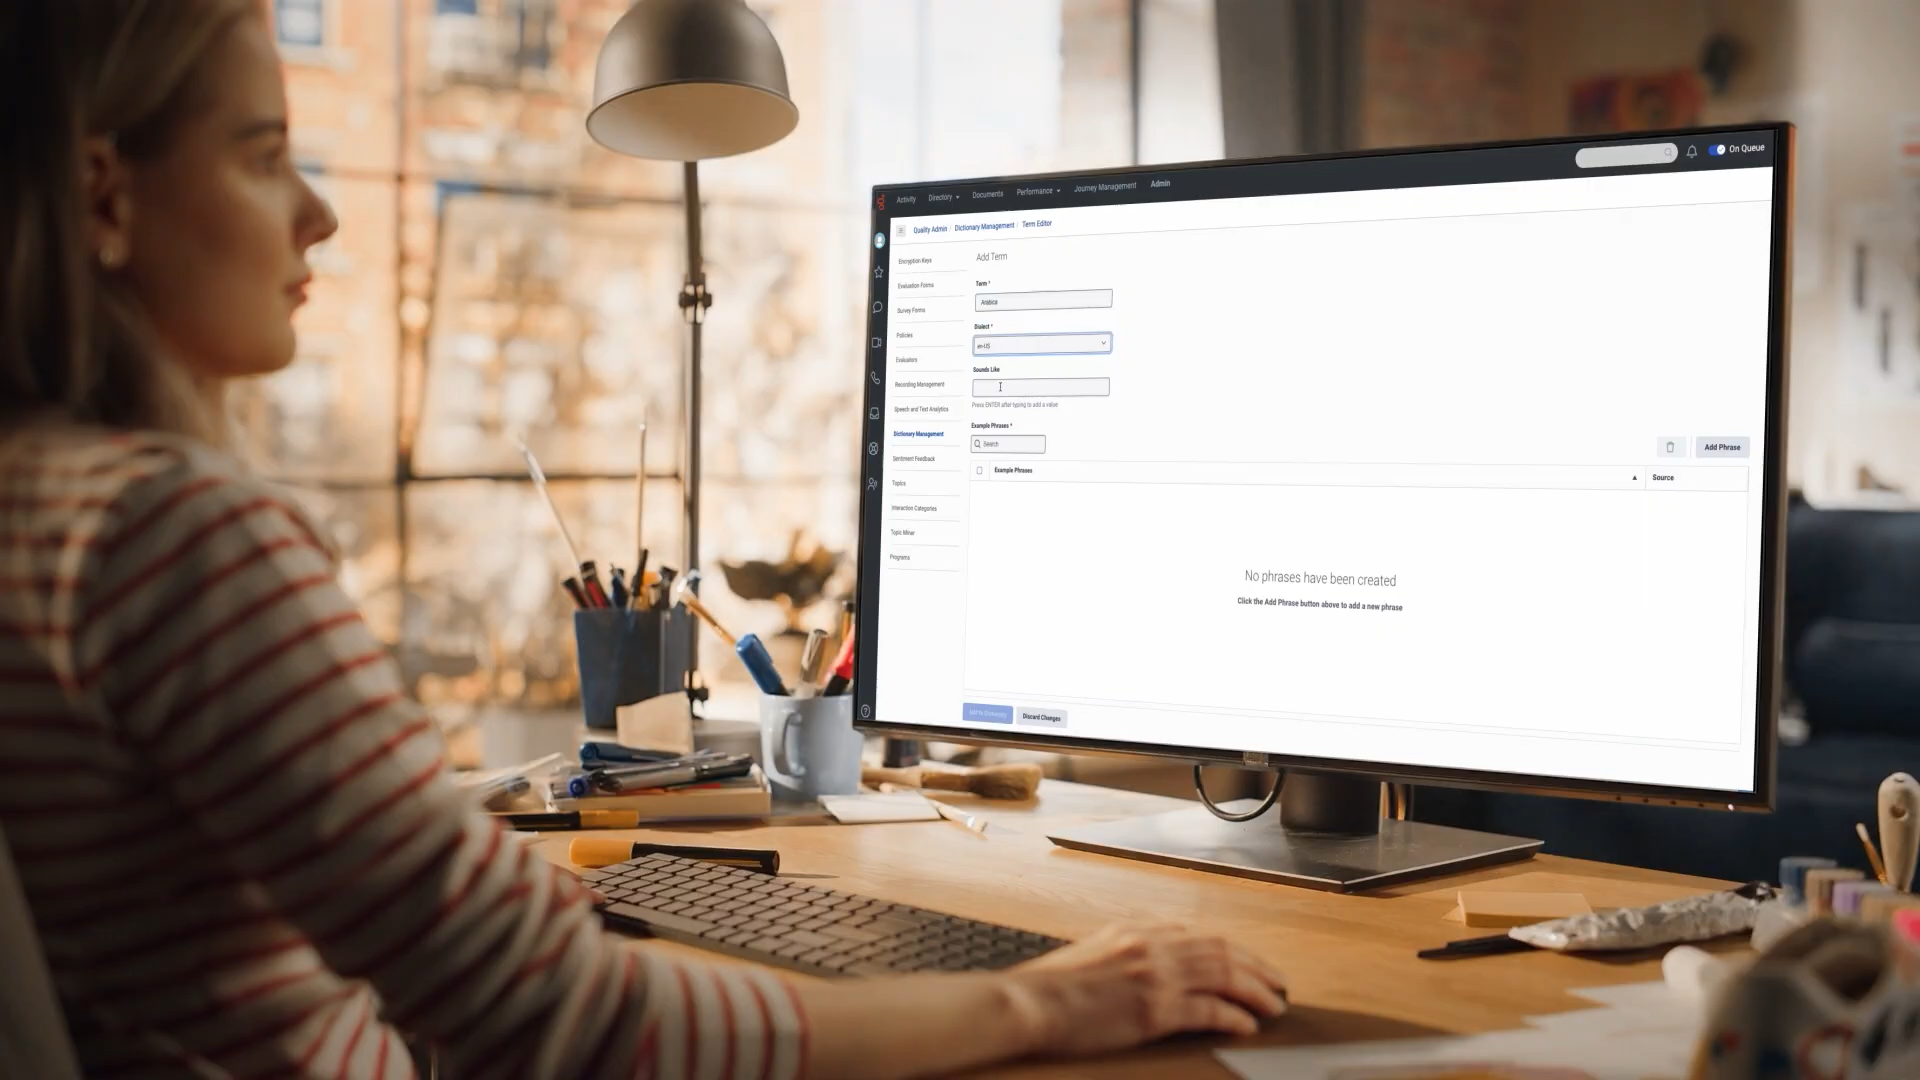 Activity
Directory
Documents
Performance
Journey Management
Admin
On Queue
Quality Admin / Dictionary Management / Term Editor
Encryption Keys
Evaluation Forms
Survey Forms
Policies
Evaluators
Recording Management
Speech and Text Analytics
Dictionary Management
Sentiment Feedback
Topics
Interaction Categories
Topic Miner
Programs
Add Term
Term *
Arabica
Dialect *
en-US
Sounds Like
Press ENTER after typing to add a value
Example Phrases *
Search
Add Phrase
Example Phrases
Source
No phrases have been created
Click the Add Phrase button above to add a new phrase
Discard Changes